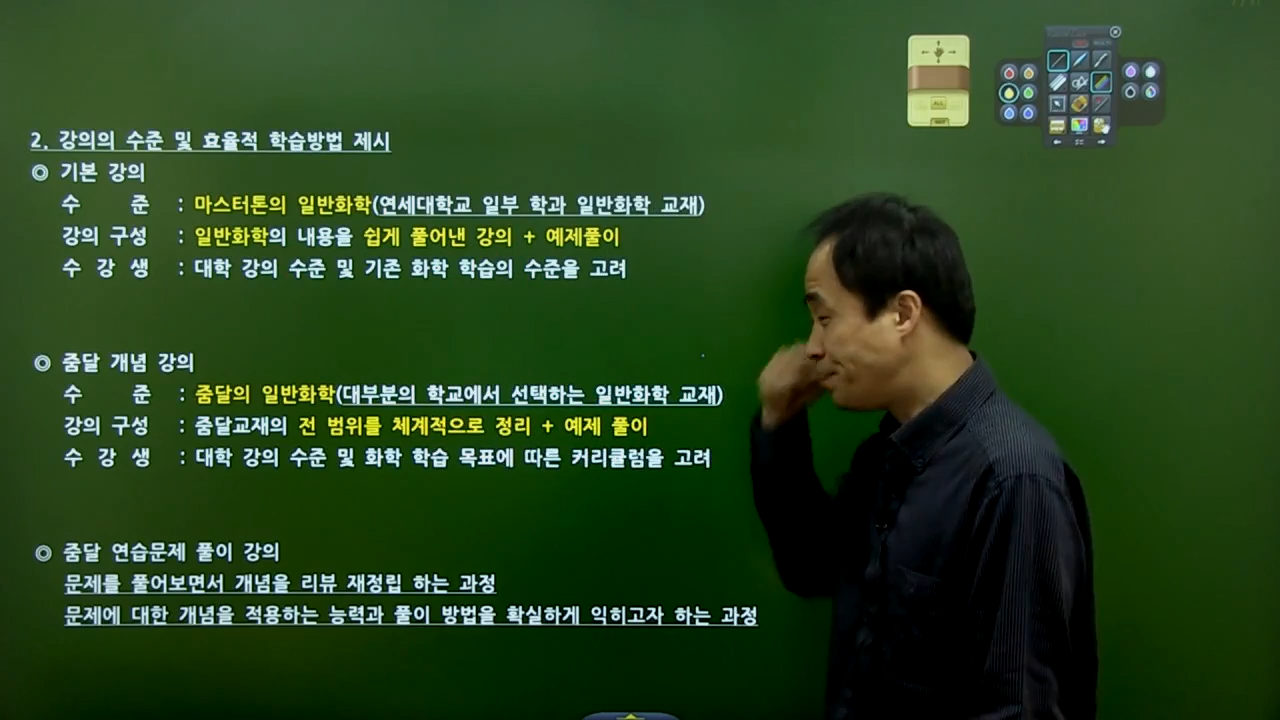 2. 강의의 수준 및 효율적 학습방법 제시
◎ 기본 강의
수 준 : 마스터톤의 일반화학(연세대학교 일부 학과 일반화학 교재)
강의 구성 : 일반화학의 내용을 쉽게 풀어낸 강의 + 예제풀이
수 강 생 : 대학 강의 수준 및 기존 화학 학습의 수준을 고려
◎ 줌달 개념 강의
수 준 : 줌달의 일반화학(대부분의 학교에서 선택하는 일반화학 교재)
강의 구성 : 줌달교재의 전 범위를 체계적으로 정리 + 예제 풀이
수 강 생 : 대학 강의 수준 및 화학 학습 목표에 따른 커리큘럼을 고려
◎ 줌달 연습문제 풀이 강의
문제를 풀어보면서 개념을 리뷰 재정립 하는 과정
문제에 대한 개념을 적용하는 능력과 풀이 방법을 확실하게 익히고자 하는 과정
ALL